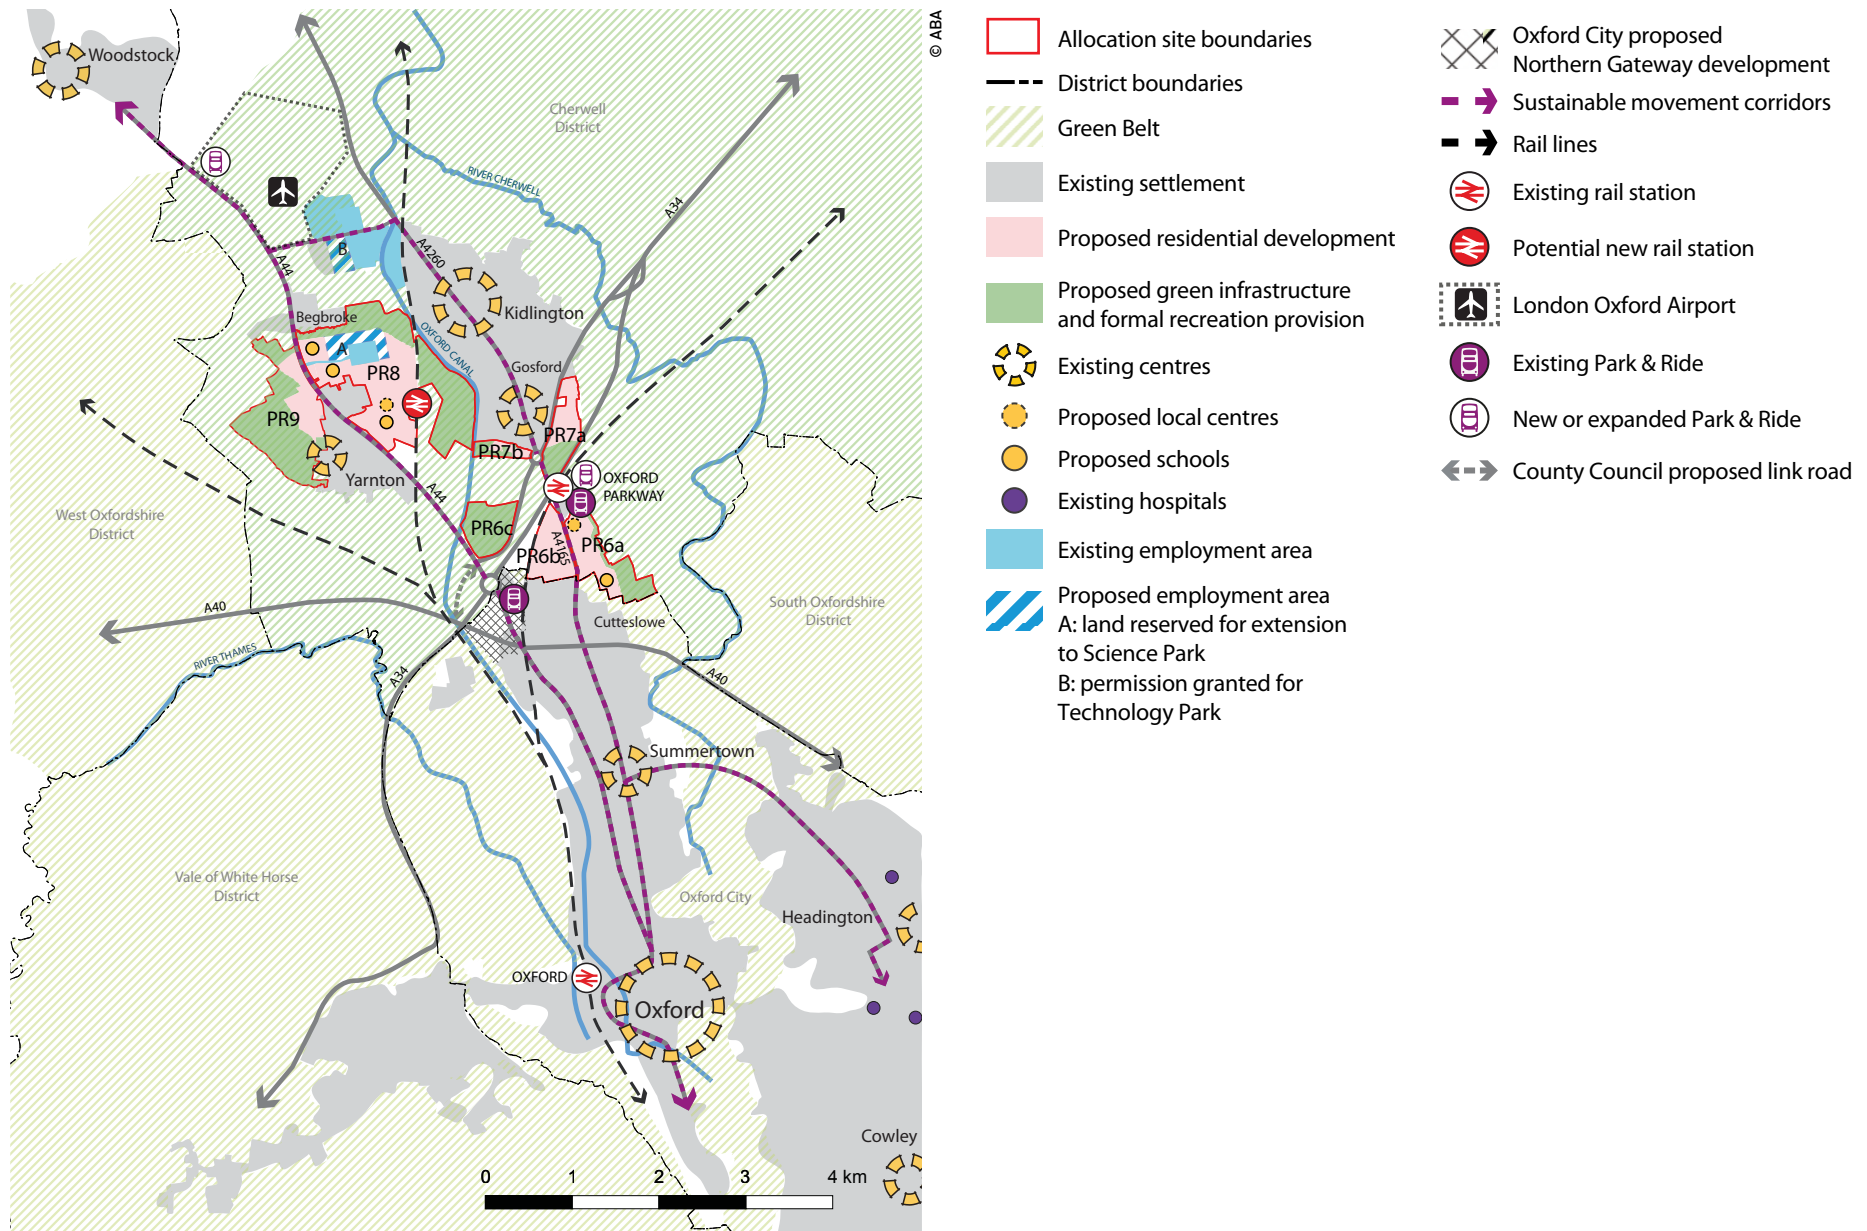 Woodstock
Cherwell
District
RIVER CHERWELL
A34
B
A44
A4260
Kidlington
Begbroke
OXFORD CANAL
A
PR8
Gosford
PR9
PR7a
PR7b
Yarnton
A44
OXFORD
PARKWAY
West Oxfordshire
District
PR6c
PR6b
A4165
PR6a
A40
South Oxfordshire
District
Cutteslowe
RIVER THAMES
A34
A40
Summertown
Vale of White Horse
District
Oxford City
Headington
OXFORD
Oxford
Cowley
0 1 2 3 4 km
© ABA
Allocation site boundaries
District boundaries
Green Belt
Existing settlement
Proposed residential development
Proposed green infrastructure
and formal recreation provision
Existing centres
Proposed local centres
Proposed schools
Existing hospitals
Existing employment area
Proposed employment area
A: land reserved for extension
to Science Park
B: permission granted for
Technology Park
Oxford City proposed
Northern Gateway development
Sustainable movement corridors
Rail lines
Existing rail station
Potential new rail station
London Oxford Airport
Existing Park & Ride
New or expanded Park & Ride
County Council proposed link road